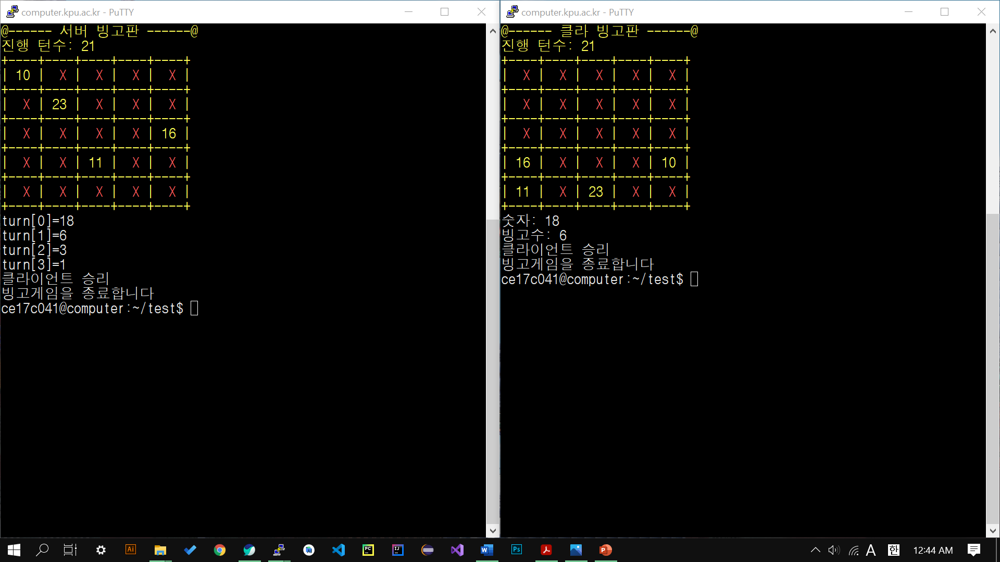 computer.kpu.ac.kr - PuTTY
@------ 서버 빙고판 ------@
진행 턴수: 21
+----+----+----+----+----+
| 10 |  X |  X |  X |  X |
+----+----+----+----+----+
|  X | 23 |  X |  X |  X |
+----+----+----+----+----+
|  X |  X |  X |  X | 16 |
+----+----+----+----+----+
|  X |  X | 11 |  X |  X |
+----+----+----+----+----+
|  X |  X |  X |  X |  X |
+----+----+----+----+----+
turn[0]=18
turn[1]=6
turn[2]=3
turn[3]=1
클라이언트 승리
빙고게임을 종료합니다
ce17c041@computer:~/test$
computer.kpu.ac.kr - PuTTY
@------ 클라 빙고판 ------@
진행 턴수: 21
+----+----+----+----+----+
|  X |  X |  X |  X |  X |
+----+----+----+----+----+
|  X |  X |  X |  X |  X |
+----+----+----+----+----+
|  X |  X |  X |  X |  X |
+----+----+----+----+----+
| 16 |  X |  X |  X | 10 |
+----+----+----+----+----+
| 11 |  X | 23 |  X |  X |
+----+----+----+----+----+
숫자: 18
빙고수: 6
클라이언트 승리
빙고게임을 종료합니다
ce17c041@computer:~/test$
Ai
PC
IJ
W
Ps
P
A
한
12:44 AM